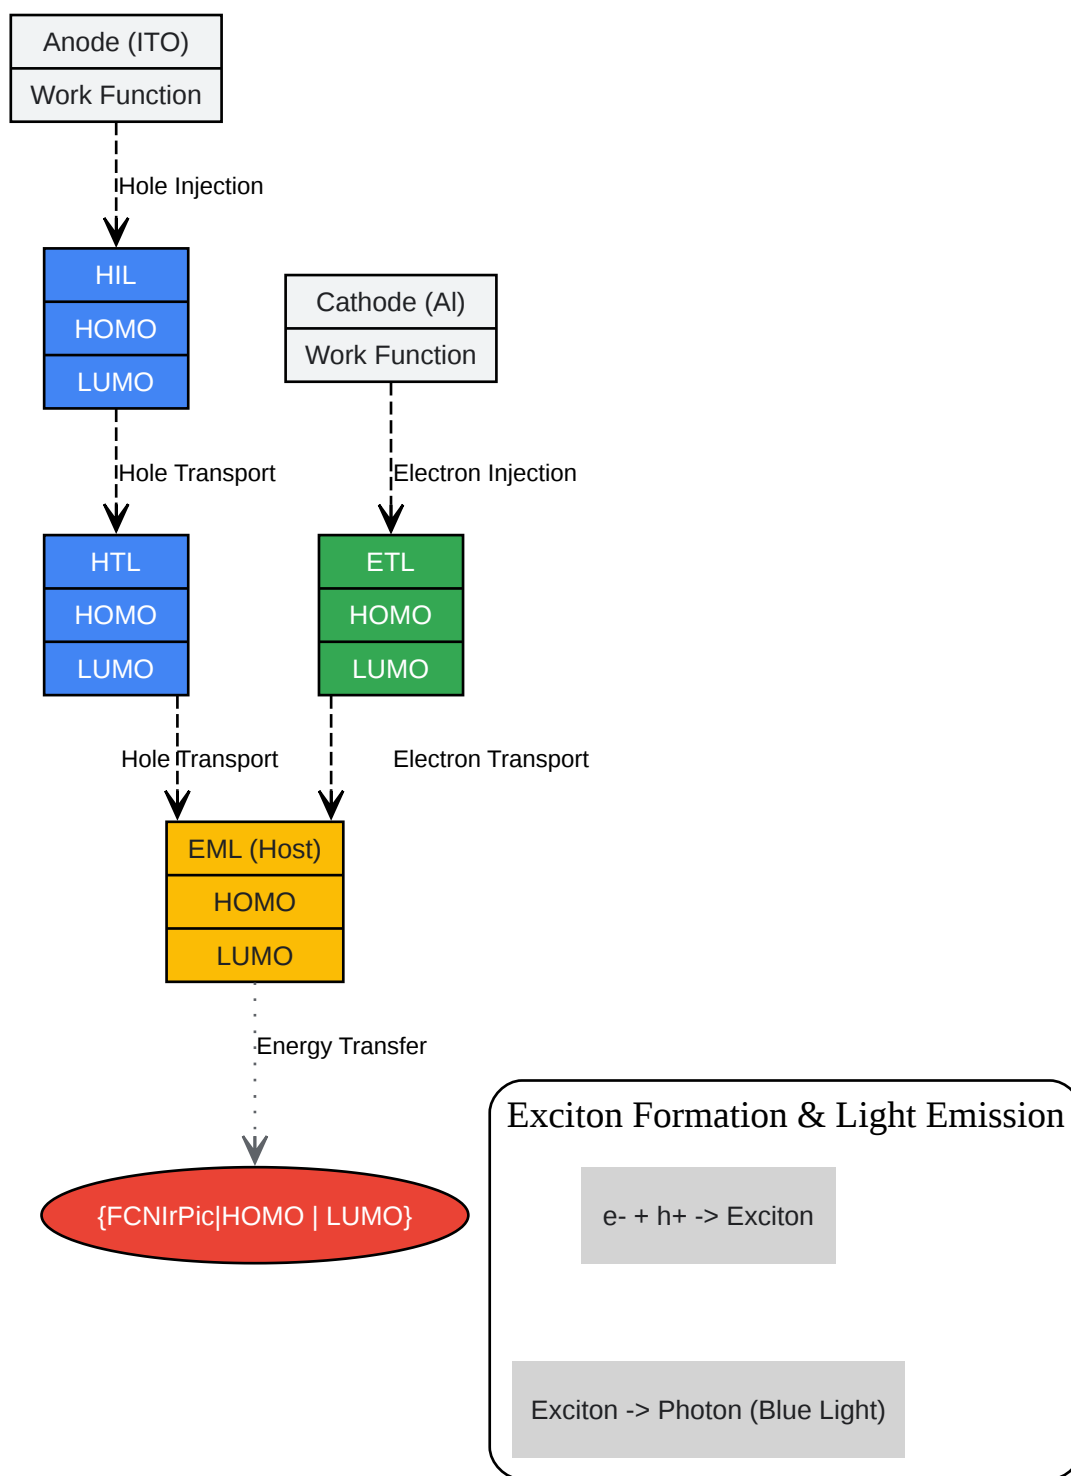 Anode (ITO)
Work Function
Hole Injection
HIL
HOMO
LUMO
Cathode (Al)
Work Function
Hole Transport
Electron Injection
HTL
HOMO
LUMO
ETL
HOMO
LUMO
Hole Transport
Electron Transport
EML (Host)
HOMO
LUMO
Energy Transfer
{FCNIrPic|HOMO | LUMO}
Exciton Formation & Light Emission
e- + h+ -> Exciton
Exciton -> Photon (Blue Light)